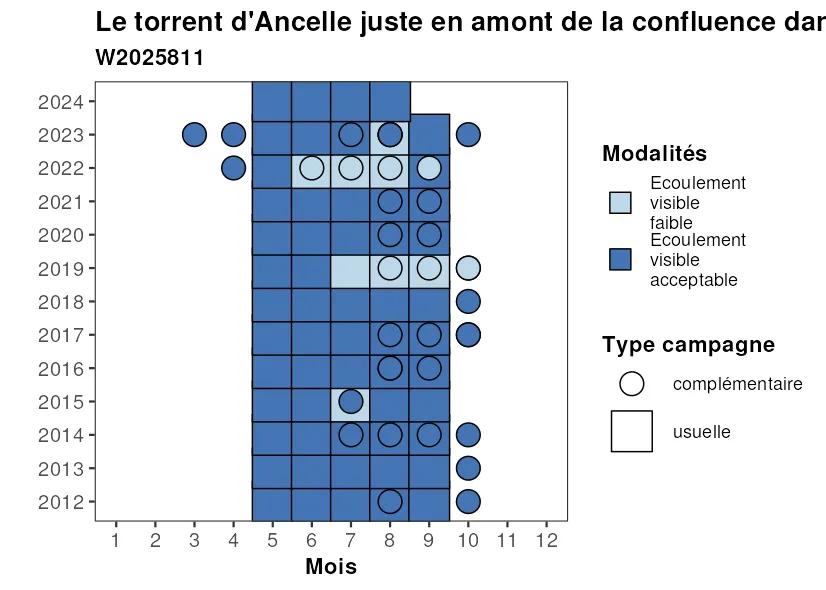 Le torrent d'Ancelle juste en amont de la confluence dan
W2025811
2024
2023
2022
2021
2020
2019
2018
2017
2016
2015
2014
2013
2012
1 2 3 4 5 6 7 8 9 10 11 12
Mois
Modalités
Ecoulement
visible
faible
Ecoulement
visible
acceptable
Type campagne
complémentaire
usuelle